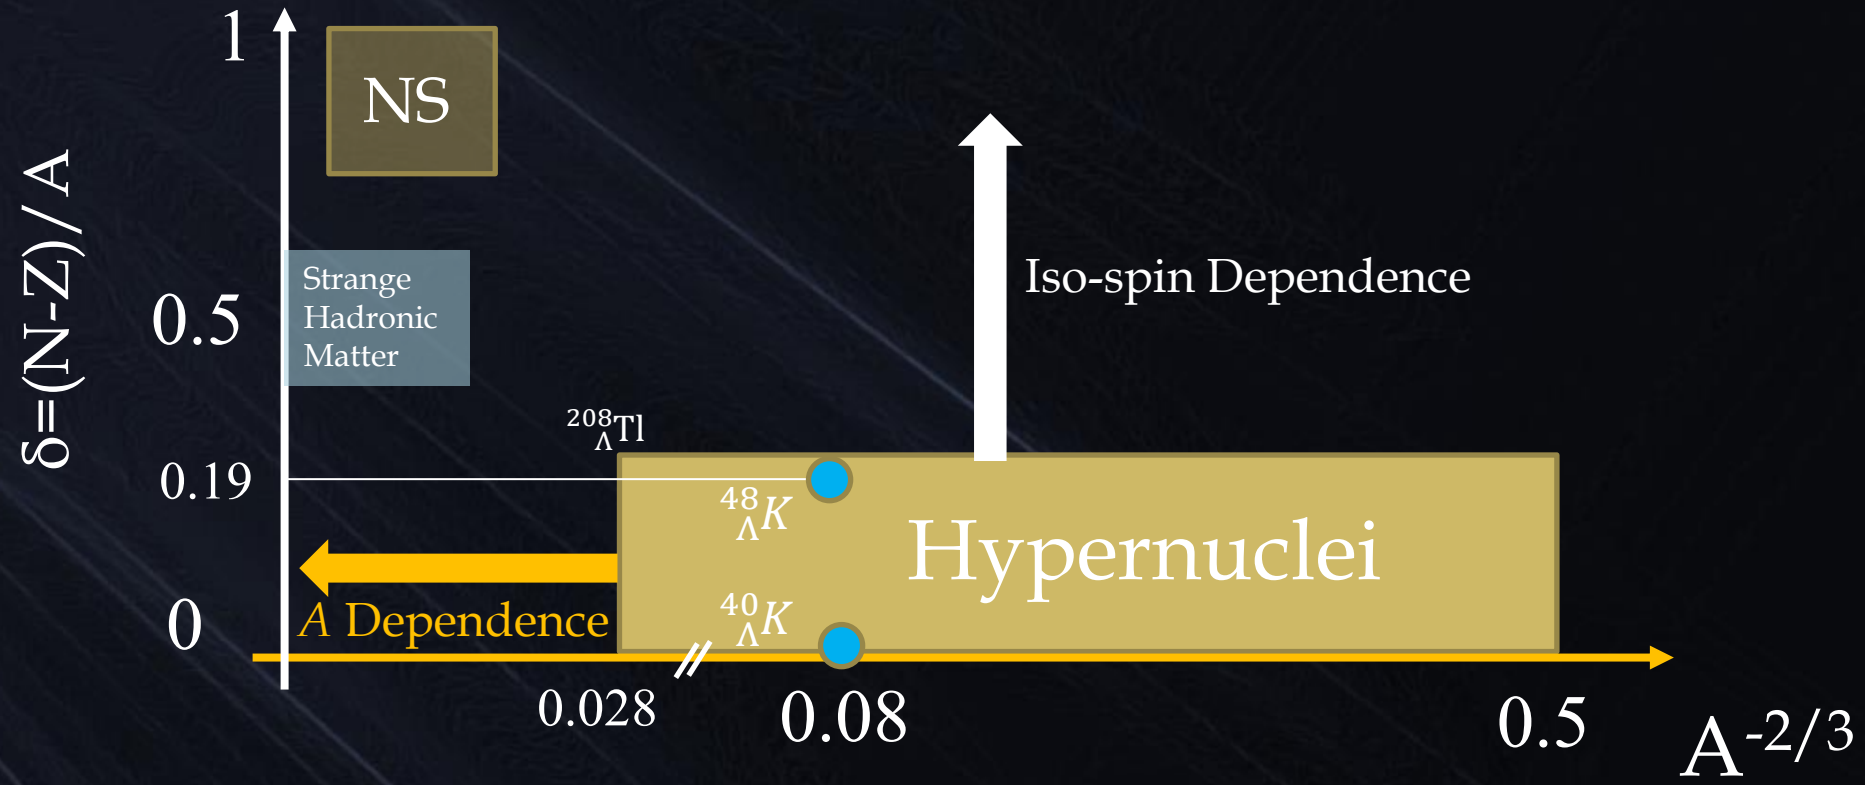 1
NS
δ=(N-Z)/ A
Strange
Hadronic
Matter
0.5
Iso-spin Dependence
²⁰⁸ΛTl
0.19
⁴⁸ΛK
Hypernuclei
⁴⁰ΛK
A Dependence
0
0.028
0.08
0.5
A⁻²/³